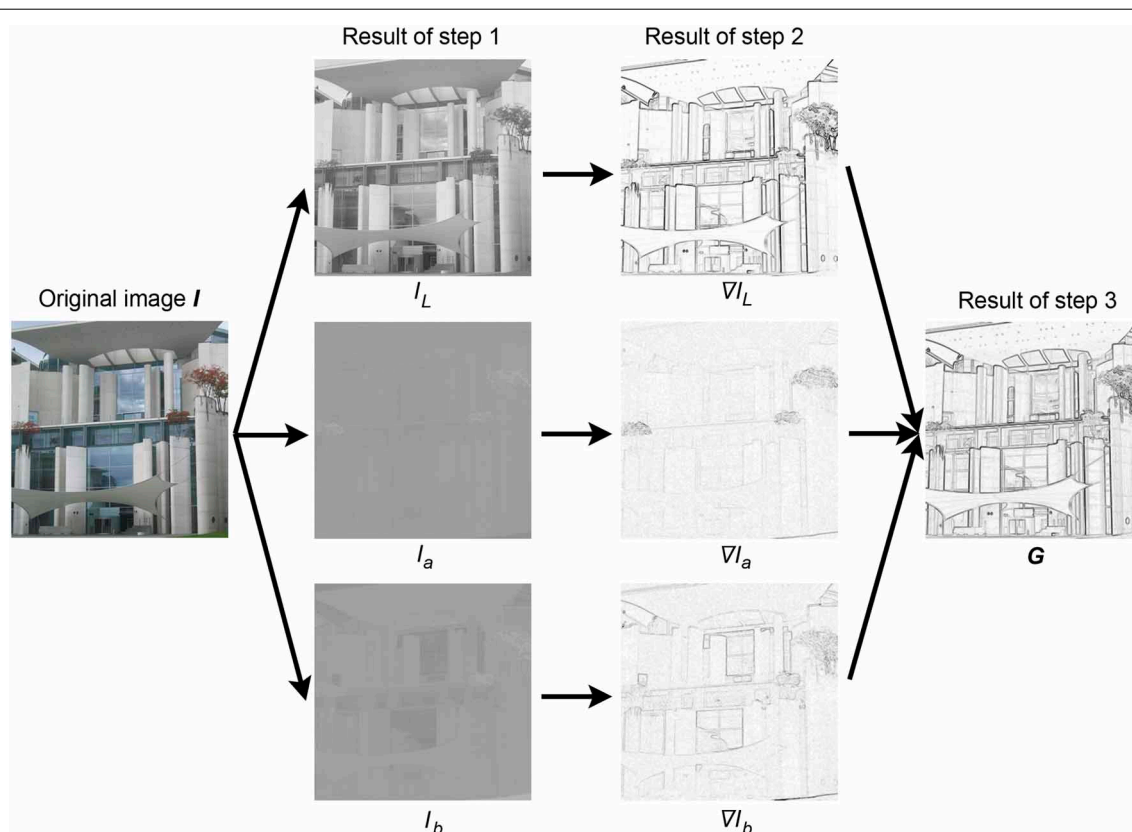 Result of step 1
Result of step 2
I_L
∇I_L
Original image I
Result of step 3
I_a
∇I_a
G
I_b
∇I_b